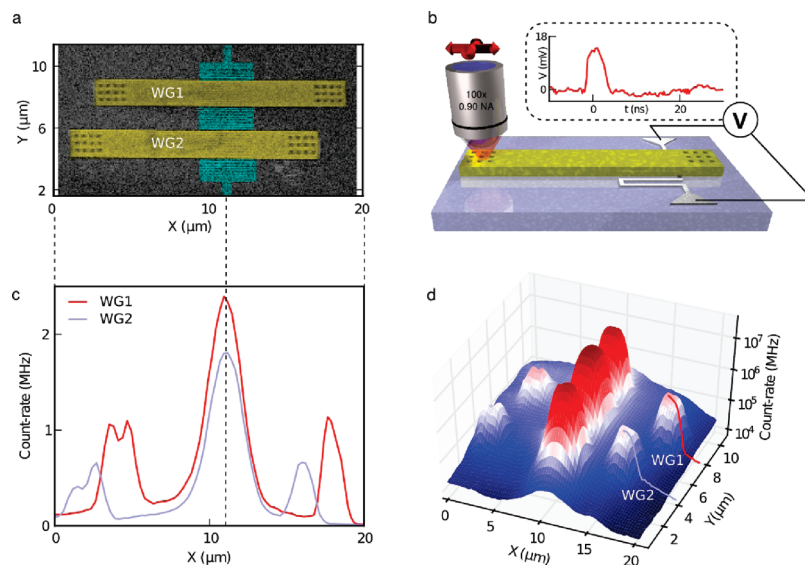 a
10
8
6
4
2
Y (µm)
WG1
WG2
0
10
20
X (µm)
b
100x
0.90 NA
18
V (mV)
0
0
20
t (ns)
V
c
WG1
WG2
2
1
0
Count-rate (MHz)
0
10
20
X (µm)
d
10⁷
10⁶
10⁵
10⁴
Count-rate (MHz)
WG1
WG2
10
8
6
4
2
Y(µm)
0
5
10
15
20
X (µm)